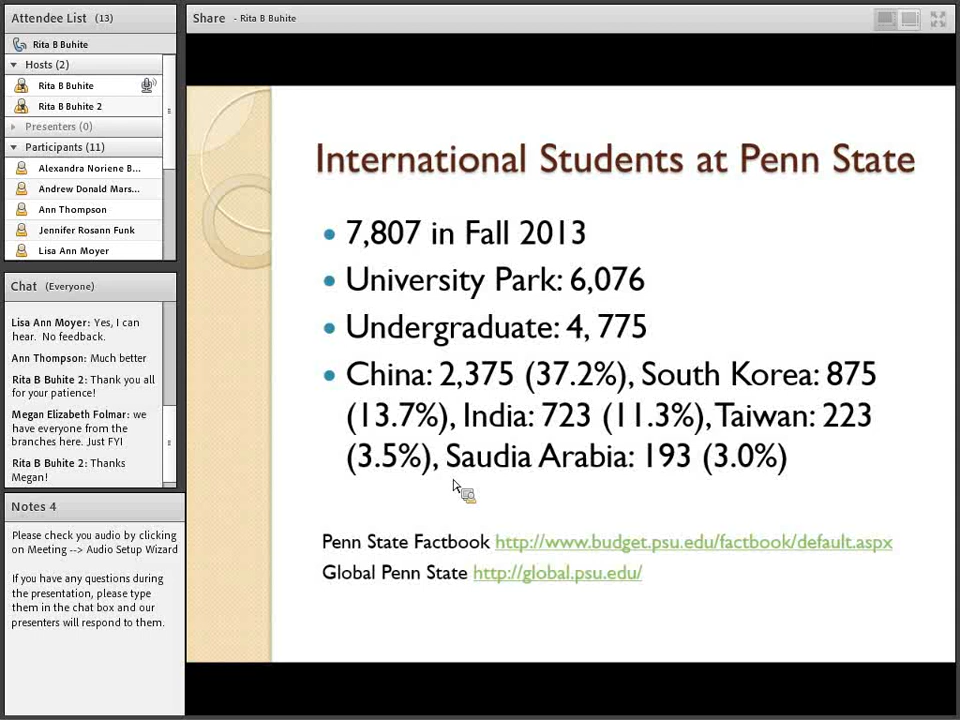 Attendee List (13)
Rita B Buhite
Hosts (2)
Rita B Buhite
Rita B Buhite 2
Presenters (0)
Participants (11)
Alexandra Noriene B...
Andrew Donald Mars...
Ann Thompson
Jennifer Rosann Funk
Lisa Ann Moyer
Chat (Everyone)
Lisa Ann Moyer: Yes, I can
hear. No feedback.
Ann Thompson: Much better
Rita B Buhite 2: Thank you all
for your patience!
Megan Elizabeth Folmar: we
have everyone from the
branches here. Just FYI
Rita B Buhite 2: Thanks
Megan!
Notes 4
Please check you audio by clicking
on Meeting --> Audio Setup Wizard
If you have any questions during
the presentation, please type
them in the chat box and our
presenters will respond to them.
Share - Rita B Buhite
International Students at Penn State
7,807 in Fall 2013
University Park: 6,076
Undergraduate: 4, 775
China: 2,375 (37.2%), South Korea: 875
(13.7%), India: 723 (11.3%), Taiwan: 223
(3.5%), Saudia Arabia: 193 (3.0%)
Penn State Factbook http://www.budget.psu.edu/factbook/default.aspx
Global Penn State http://global.psu.edu/